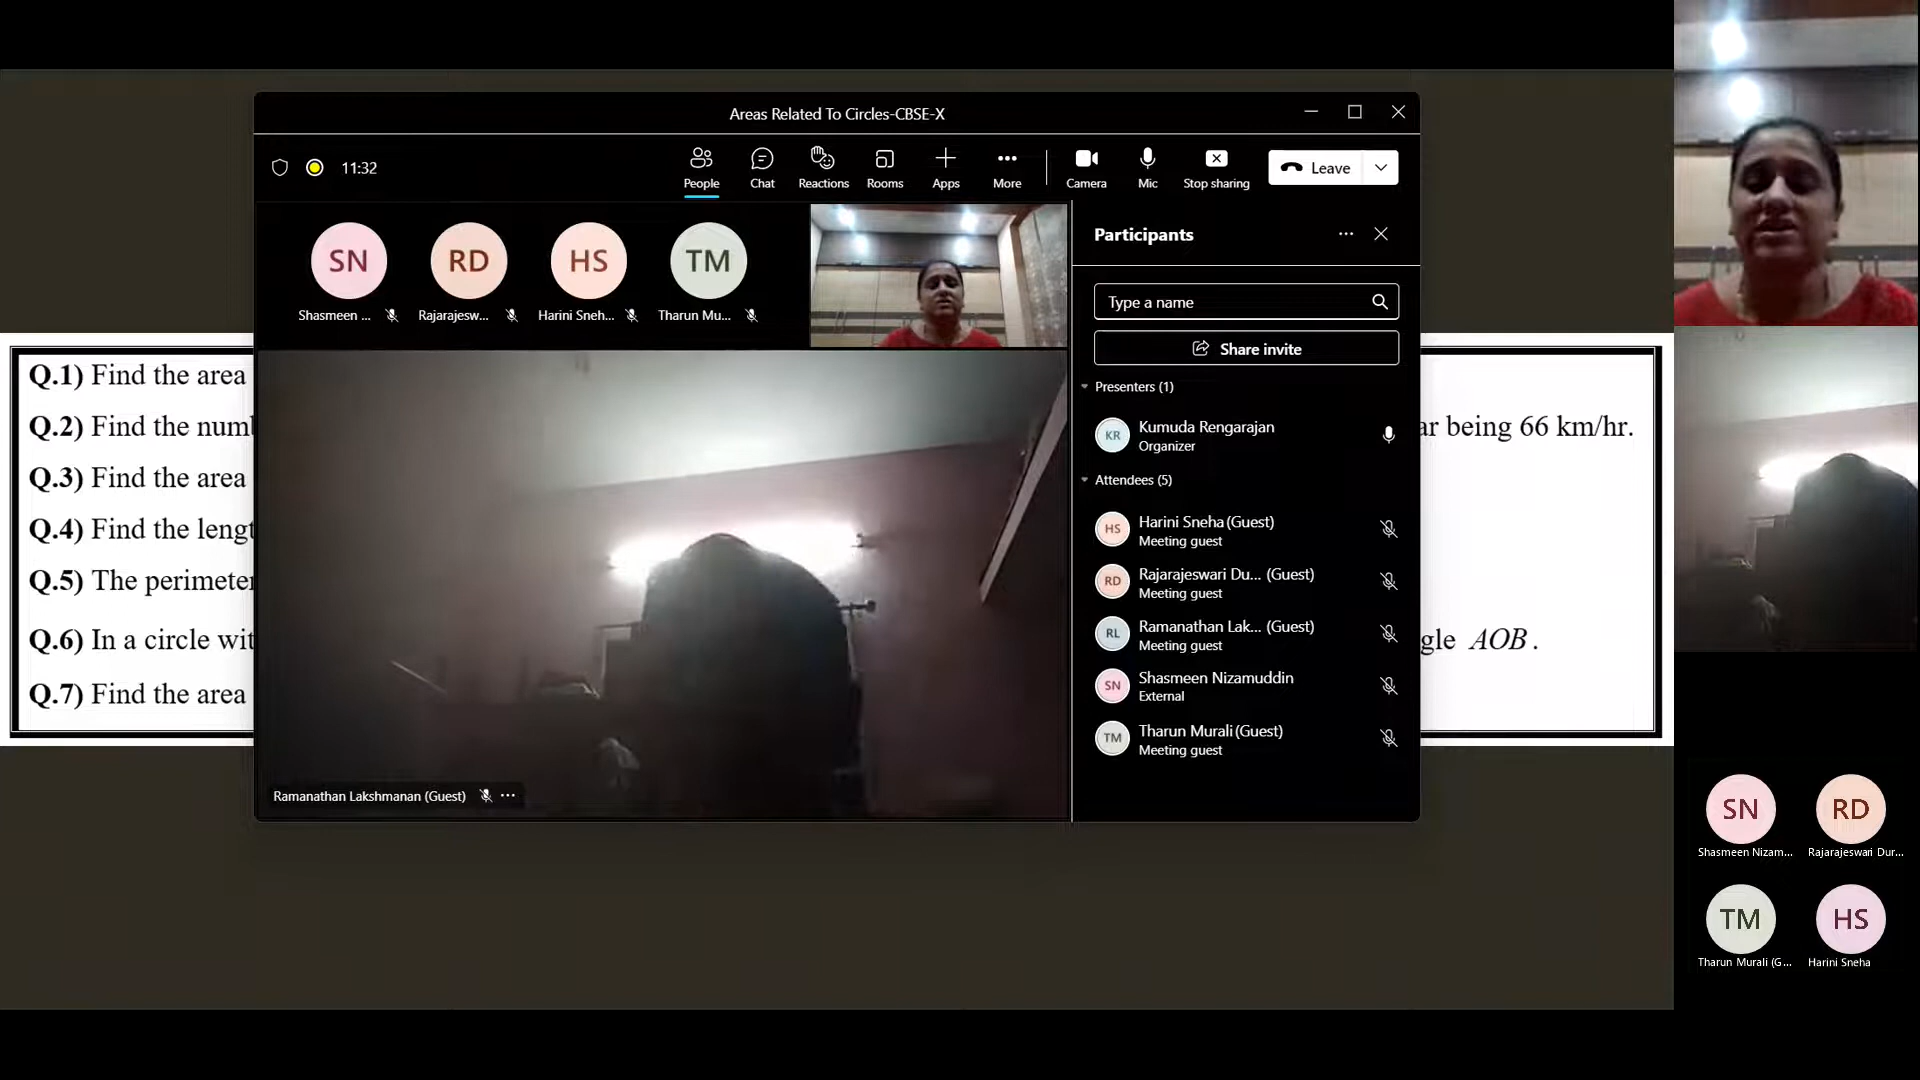 Areas Related To Circles-CBSE-X
11:32
People
Chat
Reactions
Rooms
Apps
More
Camera
Mic
Stop sharing
Leave
SN
Shasmeen ...
RD
Rajarajesw...
HS
Harini Sneh...
TM
Tharun Mu...
Participants
Type a name
Share invite
Presenters (1)
KR
Kumuda Rengarajan
Organizer
Attendees (5)
HS
Harini Sneha (Guest)
Meeting guest
RD
Rajarajeswari Du... (Guest)
Meeting guest
RL
Ramanathan Lak... (Guest)
Meeting guest
SN
Shasmeen Nizamuddin
External
TM
Tharun Murali (Guest)
Meeting guest
Ramanathan Lakshmanan (Guest)
Q.1) Find the area
Q.2) Find the numb ar being 66 km/hr.
Q.3) Find the area
Q.4) Find the lengt
Q.5) The perimeter
Q.6) In a circle wit gle AOB.
Q.7) Find the area
SN
Shasmeen Nizam...
RD
Rajarajeswari Dur...
TM
Tharun Murali (G...
HS
Harini Sneha